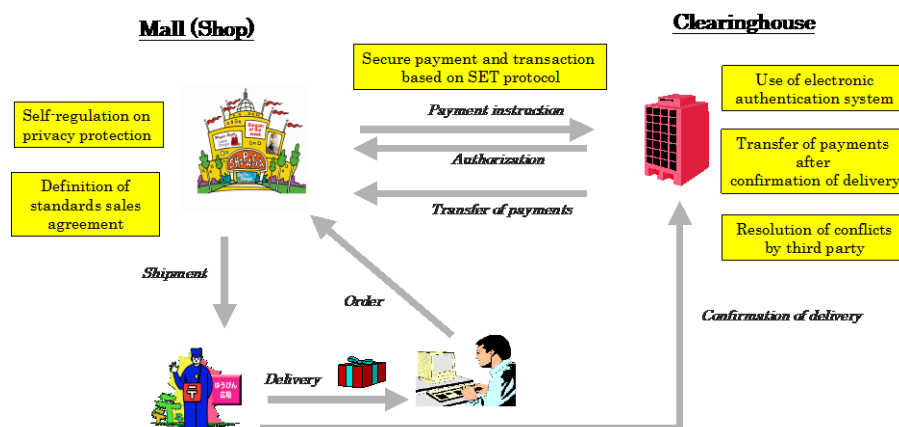 Mall (Shop)
Clearinghouse
Secure payment and transaction
based on SET protocol
Use of electronic
authentication system
Self-regulation on
privacy protection
Payment instruction
Authorization
Transfer of payments
after
confirmation of delivery
Definition of
standards sales
agreement
Transfer of payments
Resolution of conflicts
by third party
Shipment
Order
Confirmation of delivery
Delivery
ゆうびん